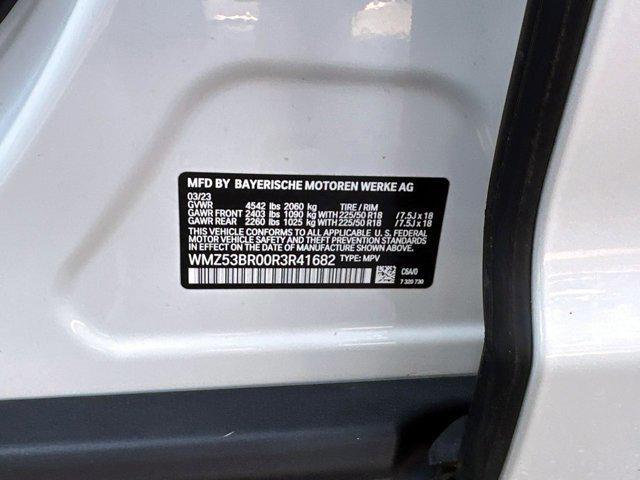 MFD BY BAYERISCHE MOTOREN WERKE AG
03/23
GVWR 4542 lbs 2060 kg TIRE / RIM
GAWR FRONT 2403 lbs 1090 kg WITH 225/50 R18 /7.5J x 18
GAWR REAR 2260 lbs 1025 kg WITH 225/50 R18 /7.5J x 18
THIS VEHICLE CONFORMS TO ALL APPLICABLE U. S. FEDERAL
MOTOR VEHICLE SAFETY AND THEFT PREVENTION STANDARDS
IN EFFECT ON THE DATE OF MANUFACTURE SHOWN ABOVE.
WMZ53BR00R3R41682 TYPE: MPV
C6A/0
7 320 730